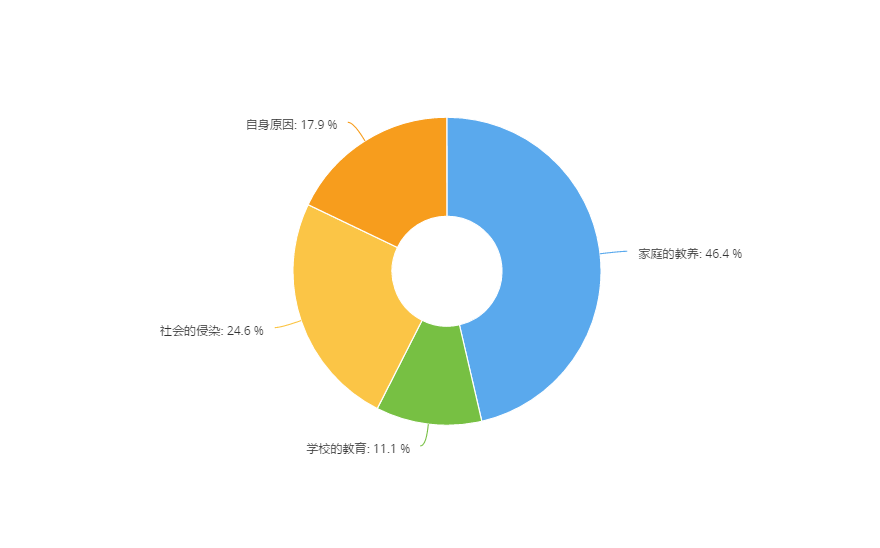 自身原因: 17.9 %
家庭的教养: 46.4 %
社会的侵染: 24.6 %
学校的教育: 11.1 %